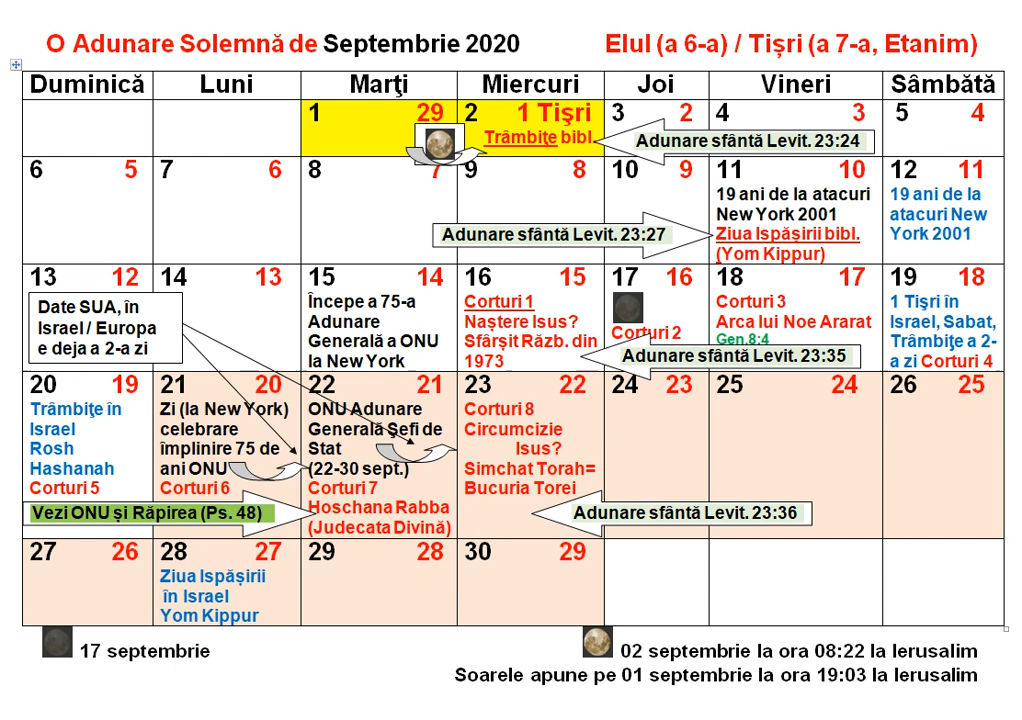 O Adunare Solemnă de Septembrie 2020 Elul (a 6-a) / Tişri (a 7-a, Etanim)
Duminică Luni Marţi Miercuri Joi Vineri Sâmbătă
1 29 2 1 Tişri 3 2 4 3 5 4
Trâmbiţe bibl.
Adunare sfântă Levit. 23:24
6 5 7 6 8 7 9 8 10 9 11 10 12 11
19 ani de la atacuri
New York 2001
Ziua Ispăşirii bibl.
(Yom Kippur)
19 ani de la
atacuri New
York 2001
Adunare sfântă Levit. 23:27
13 12 14 13 15 14 16 15 17 16 18 17 19 18
Date SUA, în
Israel / Europa
e deja a 2-a zi
Începe a 75-a
Adunare
Generală a ONU
la New York
Corturi 1
Naştere Isus?
Sfârşit Răzb. din
1973
Corturi 2
Corturi 3
Arca lui Noe Ararat
Gen.8:4
1 Tişri în
Israel, Sabat,
Trâmbiţe a 2-
a zi Corturi 4
Adunare sfântă Levit. 23:35
20 19 21 20 22 21 23 22 24 23 25 24 26 25
Trâmbiţe în
Israel
Rosh
Hashanah
Corturi 5
Zi (la New York)
celebrare
împlinire 75 de
ani ONU
Corturi 6
ONU Adunare
Generală Şefi de
Stat
(22-30 sept.)
Corturi 7
Hoschana Rabba
(Judecata Divină)
Corturi 8
Circumcizie
Isus?
Simchat Torah=
Bucuria Torei
Vezi ONU şi Răpirea (Ps. 48)
Adunare sfântă Levit. 23:36
27 26 28 27 29 28 30 29
Ziua Ispăşirii
în Israel
Yom Kippur
17 septembrie
02 septembrie la ora 08:22 la Ierusalim
Soarele apune pe 01 septembrie la ora 19:03 la Ierusalim